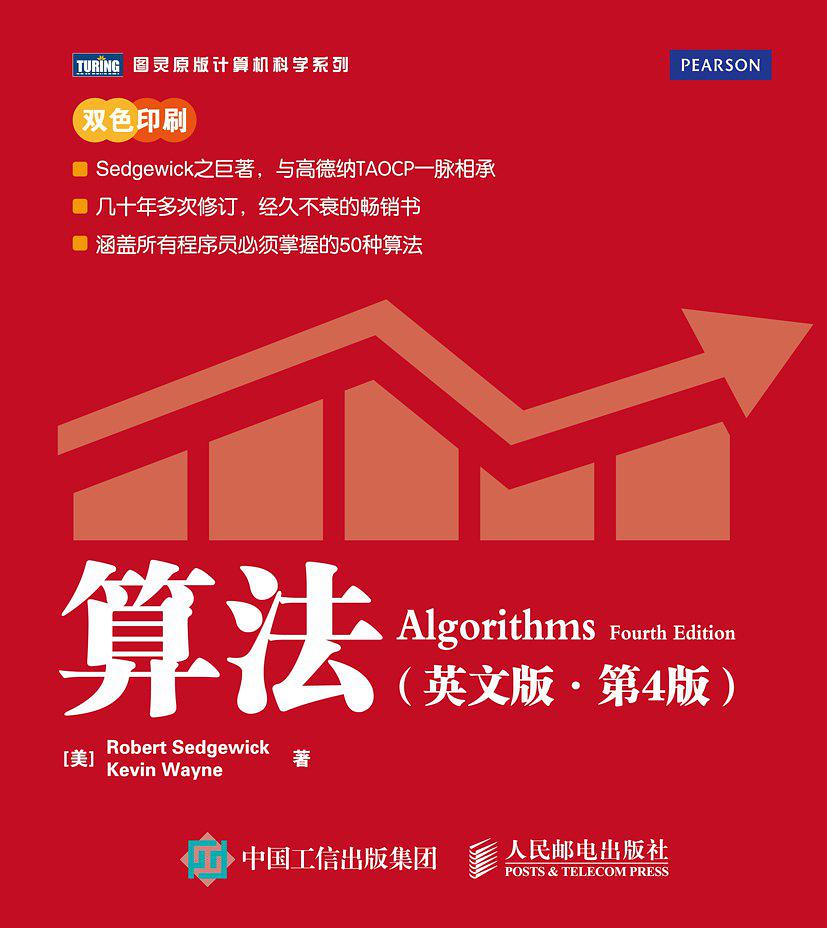 TURING 图灵原版计算机科学系列
PEARSON
双色印刷
Sedgewick之巨著，与高德纳TAOCP一脉相承
几十年多次修订，经久不衰的畅销书
涵盖所有程序员必须掌握的50种算法
算法
Algorithms Fourth Edition
（英文版·第4版）
[美] Robert Sedgewick
Kevin Wayne 著
中国工信出版集团
人民邮电出版社
POSTS & TELECOM PRESS